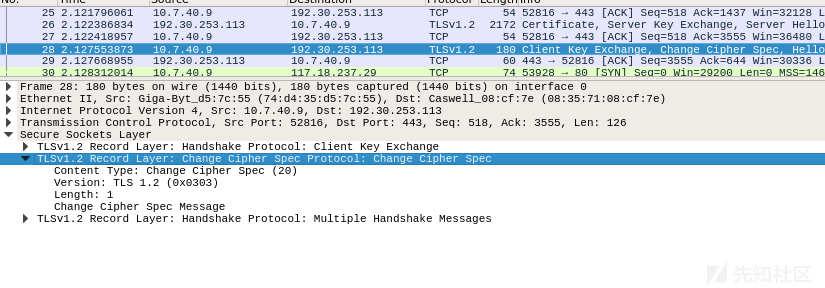 No. Time Source Destination Protocol Length Info
25 2.121796061 10.7.40.9 192.30.253.113 TCP 54 52816 → 443 [ACK] Seq=518 Ack=1437 Win=32128 L
26 2.122386834 192.30.253.113 10.7.40.9 TLSv1.2 2172 Certificate, Server Key Exchange, Server Hello
27 2.122418957 10.7.40.9 192.30.253.113 TCP 54 52816 → 443 [ACK] Seq=518 Ack=3555 Win=36480 L
28 2.127553873 10.7.40.9 192.30.253.113 TLSv1.2 180 Client Key Exchange, Change Cipher Spec, Hello
29 2.127668955 192.30.253.113 10.7.40.9 TCP 60 443 → 52816 [ACK] Seq=3555 Ack=644 Win=30336 L
30 2.128312014 10.7.40.9 117.18.237.29 TCP 74 53928 → 80 [SYN] Seq=0 Win=29200 Len=0 MSS=146
Frame 28: 180 bytes on wire (1440 bits), 180 bytes captured (1440 bits) on interface 0
Ethernet II, Src: Giga-Byt_d5:7c:55 (74:d4:35:d5:7c:55), Dst: Caswell_08:cf:7e (08:35:71:08:cf:7e)
Internet Protocol Version 4, Src: 10.7.40.9, Dst: 192.30.253.113
Transmission Control Protocol, Src Port: 52816, Dst Port: 443, Seq: 518, Ack: 3555, Len: 126
Secure Sockets Layer
TLSv1.2 Record Layer: Handshake Protocol: Client Key Exchange
TLSv1.2 Record Layer: Change Cipher Spec Protocol: Change Cipher Spec
Content Type: Change Cipher Spec (20)
Version: TLS 1.2 (0x0303)
Length: 1
Change Cipher Spec Message
TLSv1.2 Record Layer: Handshake Protocol: Multiple Handshake Messages
先知社区